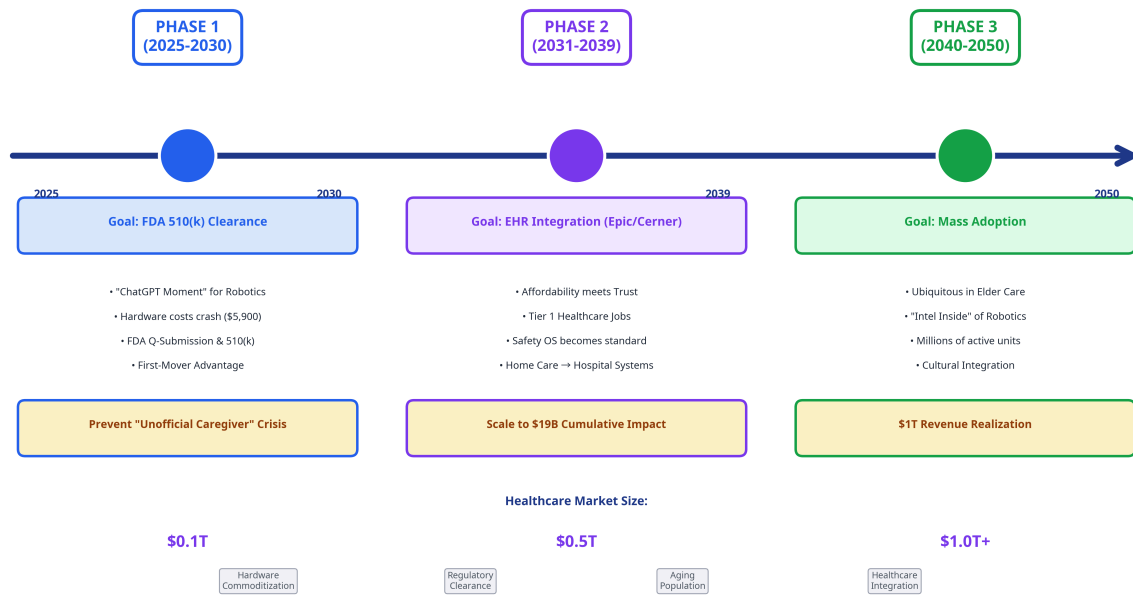 PHASE 1
(2025-2030)
PHASE 2
(2031-2039)
PHASE 3
(2040-2050)
2025
2030
2039
2050
Goal: FDA 510(k) Clearance
Goal: EHR Integration (Epic/Cerner)
Goal: Mass Adoption
• "ChatGPT Moment" for Robotics
• Hardware costs crash ($5,900)
• FDA Q-Submission & 510(k)
• First-Mover Advantage
• Affordability meets Trust
• Tier 1 Healthcare Jobs
• Safety OS becomes standard
• Home Care → Hospital Systems
• Ubiquitous in Elder Care
• "Intel Inside" of Robotics
• Millions of active units
• Cultural Integration
Prevent "Unofficial Caregiver" Crisis
Scale to $19B Cumulative Impact
$1T Revenue Realization
Healthcare Market Size:
$0.1T
$0.5T
$1.0T+
Hardware
Commoditization
Regulatory
Clearance
Aging
Population
Healthcare
Integration